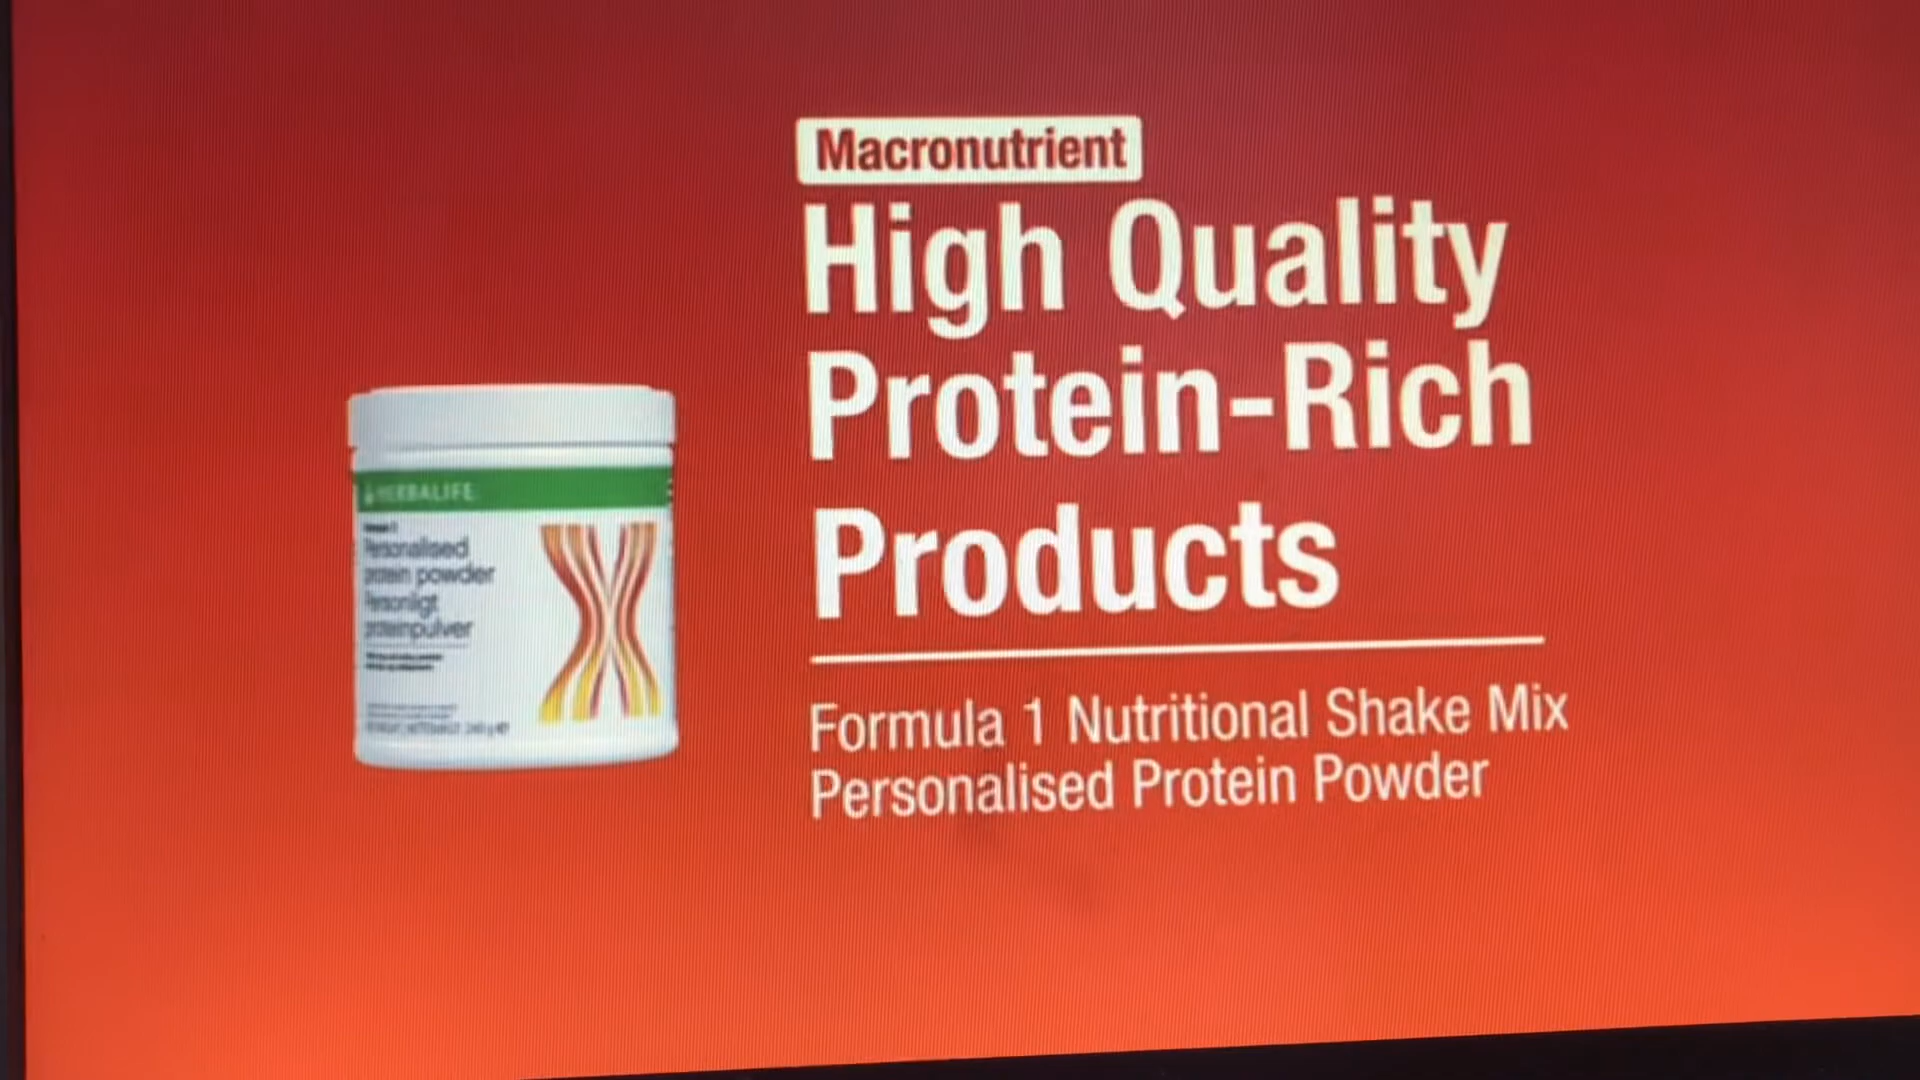 Macronutrient
High Quality
Protein-Rich
Products
Formula 1 Nutritional Shake Mix
Personalised Protein Powder
HERBALIFE
Personalised
protein powder
Personligt
proteinpulver